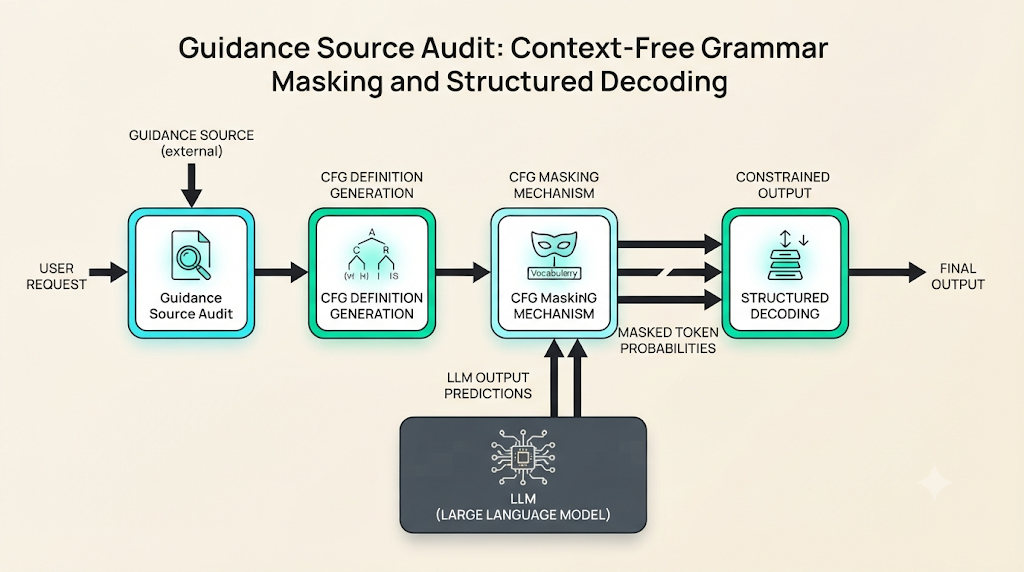 Guidance Source Audit: Context-Free Grammar
Masking and Structured Decoding
GUIDANCE SOURCE
(external)
CFG DEFINITION
GENERATION
CFG MASKING
MECHANISM
CONSTRAINED
OUTPUT
USER
REQUEST
Guidance
Source Audit
A
C R
IS
CFG DEFINITION
GENERATION
Vocabulerry
CFG MaskiNG
MECHANISM
STRUCTURED
DECODING
FINAL
OUTPUT
MASKED TOKEN
PROBABILITIES
LLM OUTPUT
PREDICTIONS
LLM
(LARGE LANGUAGE MODEL)